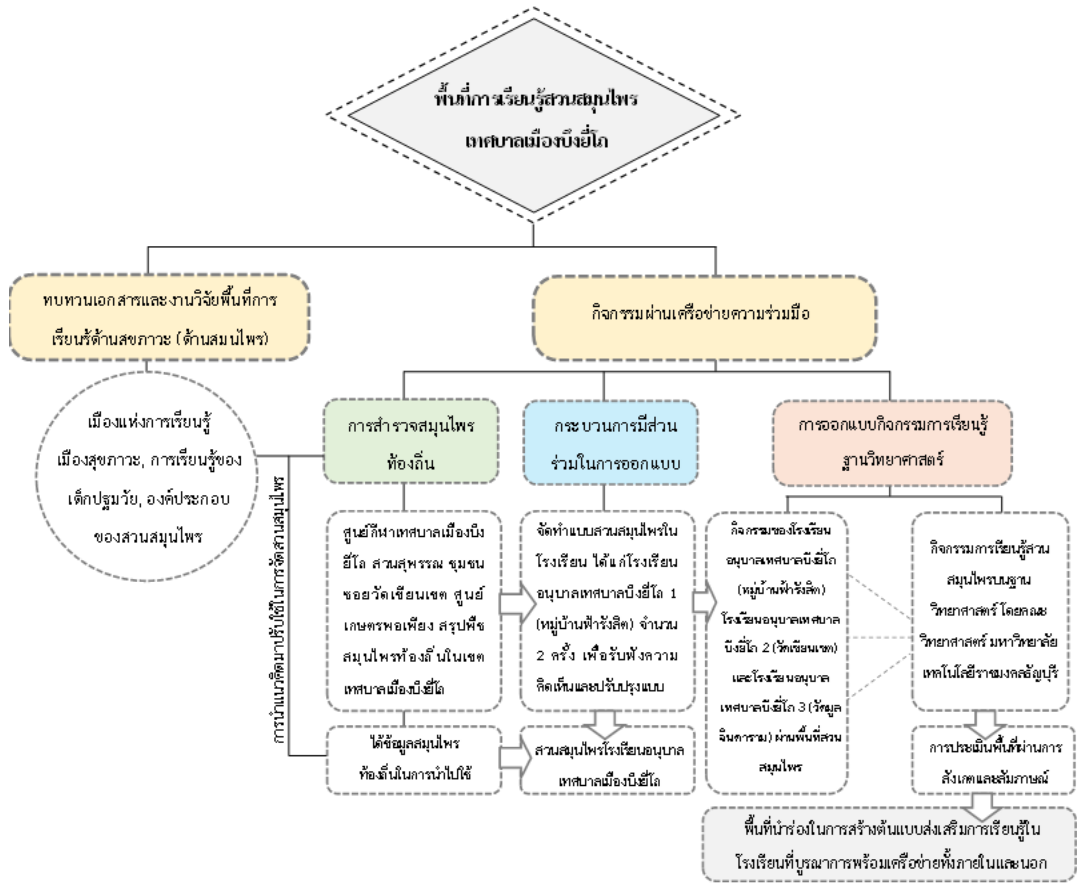 พื้นที่การเรียนรู้สวนสมุนไพร
เทศบาลเมืองบึงยี่โถ
ทบทวนเอกสารและงานวิจัยพื้นที่การ
เรียนรู้ด้านสุขภาวะ (ด้านสมุนไพร)
กิจกรรมผ่านเครือข่ายความร่วมมือ
เมืองแห่งการเรียนรู้
เมืองสุขภาวะ, การเรียนรู้ของ
เด็กปฐมวัย, องค์ประกอบ
ของสวนสมุนไพร
การนำแนวคิดมาปรับใช้ในการจัดสวนสมุนไพร
การสำรวจสมุนไพร
ท้องถิ่น
กระบวนการมีส่วน
ร่วมในการออกแบบ
การออกแบบกิจกรรมการเรียนรู้
ฐานวิทยาศาสตร์
ศูนย์กีฬาเทศบาลเมืองบึง
ยี่โถ สวนสุพรรณ ชุมชน
ซอยวัดเขียนเขต ศูนย์
เกษตรพอเพียง สรุปพืช
สมุนไพรท้องถิ่นในเขต
เทศบาลเมืองบึงยี่โถ
จัดทำแบบสวนสมุนไพรใน
โรงเรียน ได้แก่โรงเรียน
อนุบาลเทศบาลบึงยี่โถ 1
(หมู่บ้านฟ้ารังสิต) จำนวน
2 ครั้ง เพื่อรับฟังความ
คิดเห็นและปรับปรุงแบบ
กิจกรรมของโรงเรียน
อนุบาลเทศบาลบึงยี่โถ
(หมู่บ้านฟ้ารังสิต)
โรงเรียนอนุบาลเทศบาล
บึงยี่โถ 2 (วัดเขียนเขต)
และโรงเรียนอนุบาล
เทศบาลบึงยี่โถ 3 (วัดมูล
จินดาราม) ผ่านพื้นที่สวน
สมุนไพร
กิจกรรมการเรียนรู้สวน
สมุนไพรบนฐาน
วิทยาศาสตร์ โดยคณะ
วิทยาศาสตร์ มหาวิทยาลัย
เทคโนโลยีราชมงคลธัญบุรี
ได้ข้อมูลสมุนไพร
ท้องถิ่นในการนำไปใช้
สวนสมุนไพรโรงเรียนอนุบาล
เทศบาลเมืองบึงยี่โถ
การประเมินพื้นที่ผ่านการ
สังเกตและสัมภาษณ์
พื้นที่นำร่องในการสร้างต้นแบบส่งเสริมการเรียนรู้ใน
โรงเรียนที่บูรณาการพร้อมเครือข่ายทั้งภายในและนอก